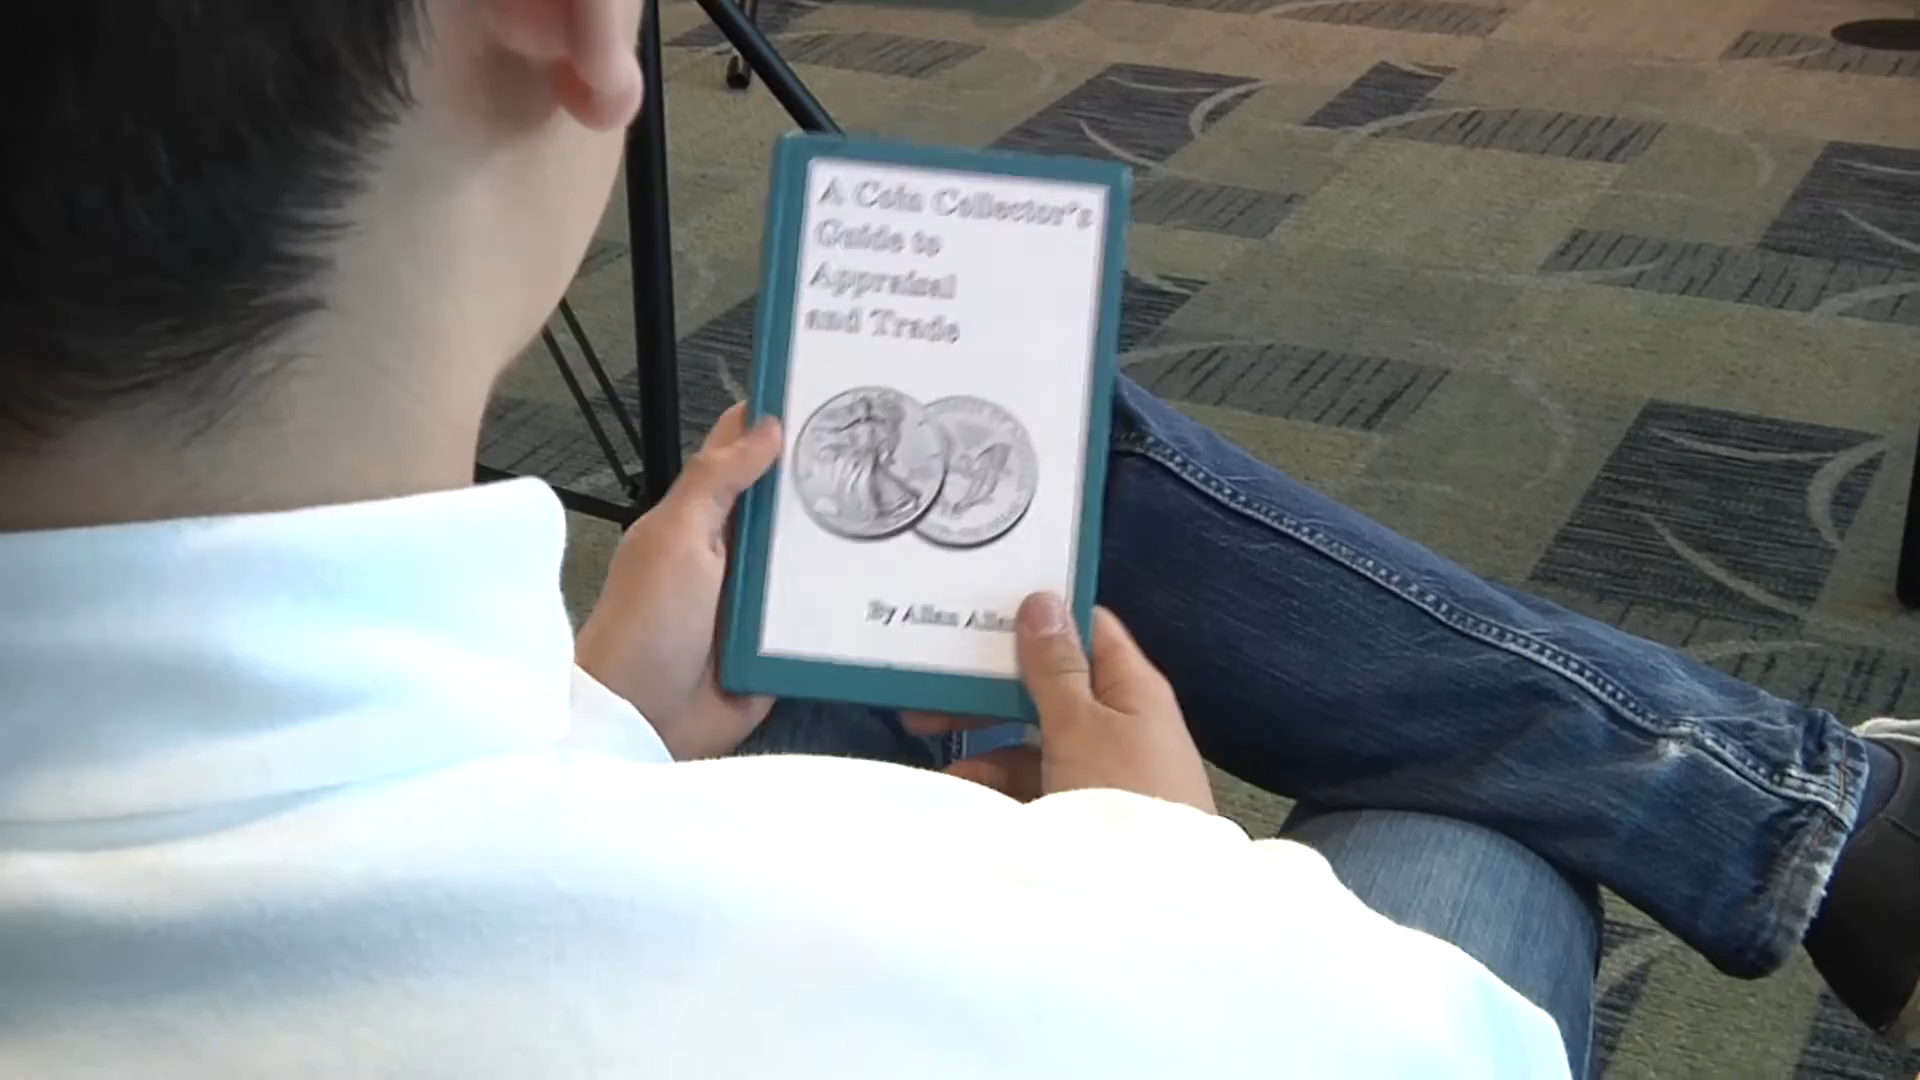 A Coin Collector's
Guide to
Appraisal
and Trade
By Allan